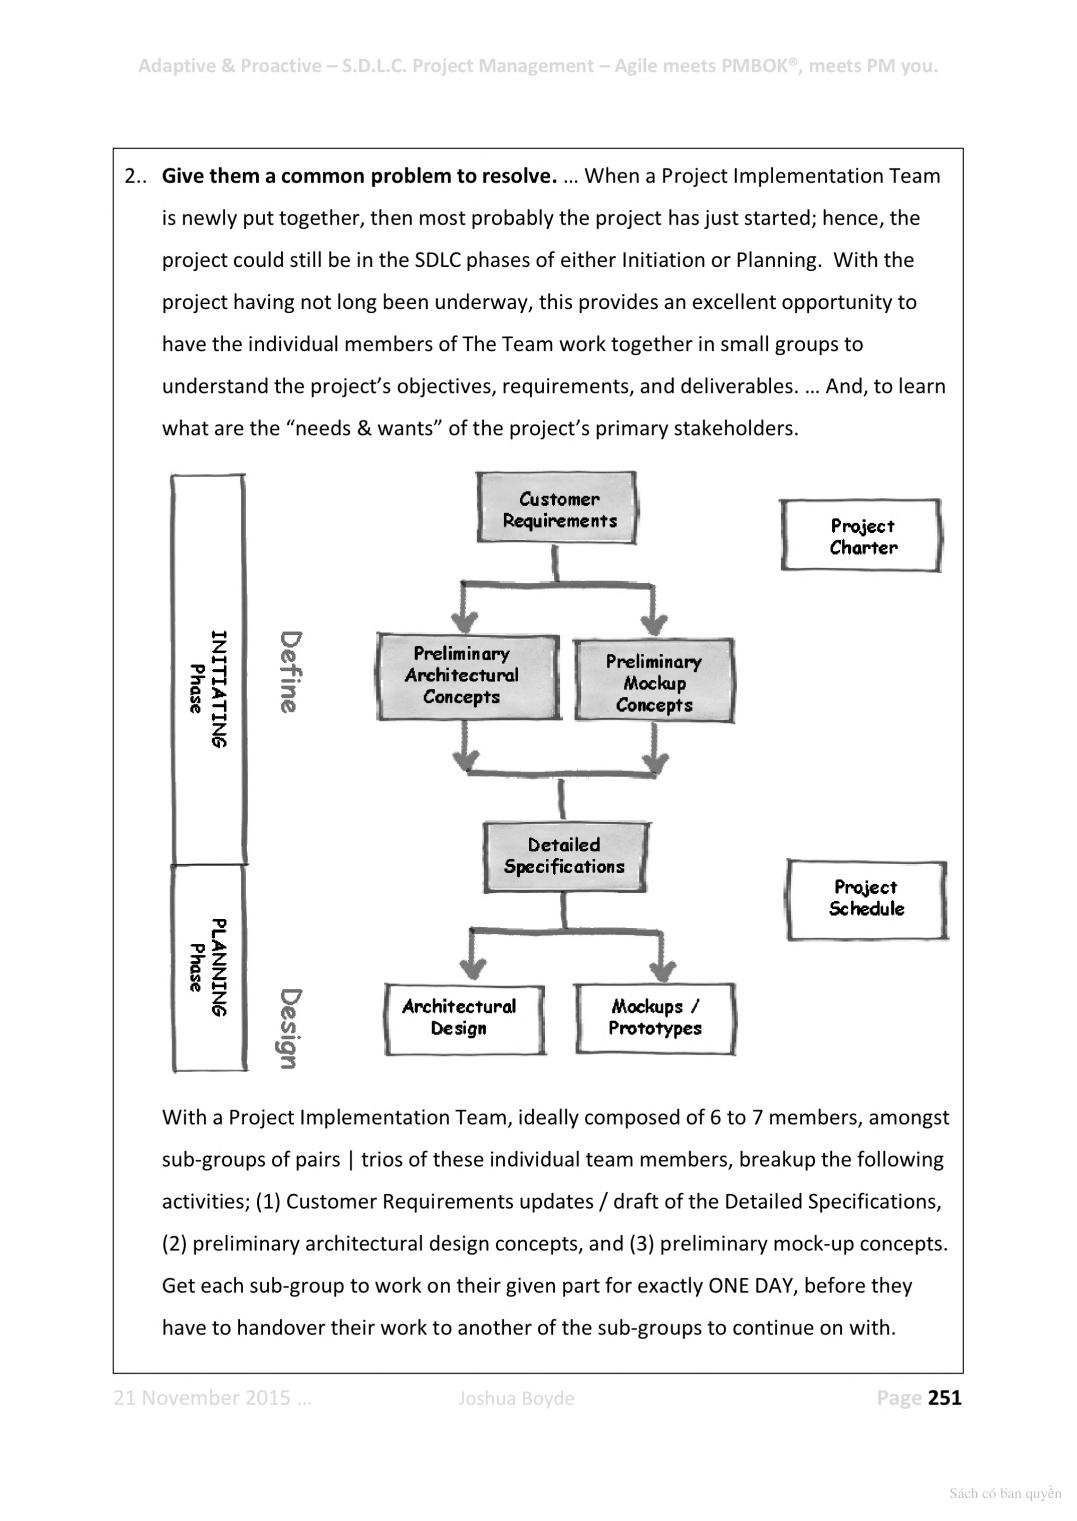 Adaptive & Proactive – S.D.L.C. Project Management – Agile meets PMBOK®, meets PM you.
2.. Give them a common problem to resolve. … When a Project Implementation Team
is newly put together, then most probably the project has just started; hence, the
project could still be in the SDLC phases of either Initiation or Planning.  With the
project having not long been underway, this provides an excellent opportunity to
have the individual members of The Team work together in small groups to
understand the project’s objectives, requirements, and deliverables. … And, to learn
what are the “needs & wants” of the project’s primary stakeholders.
INITIATING
Phase
Define
Customer
Requirements
Project
Charter
Preliminary
Architectural
Concepts
Preliminary
Mockup
Concepts
Detailed
Specifications
Project
Schedule
PLANNING
Phase
Design
Architectural
Design
Mockups /
Prototypes
With a Project Implementation Team, ideally composed of 6 to 7 members, amongst
sub-groups of pairs | trios of these individual team members, breakup the following
activities; (1) Customer Requirements updates / draft of the Detailed Specifications,
(2) preliminary architectural design concepts, and (3) preliminary mock-up concepts.
Get each sub-group to work on their given part for exactly ONE DAY, before they
have to handover their work to another of the sub-groups to continue on with.
21 November 2015 … Joshua Boyde Page 251
Sách có bản quyền